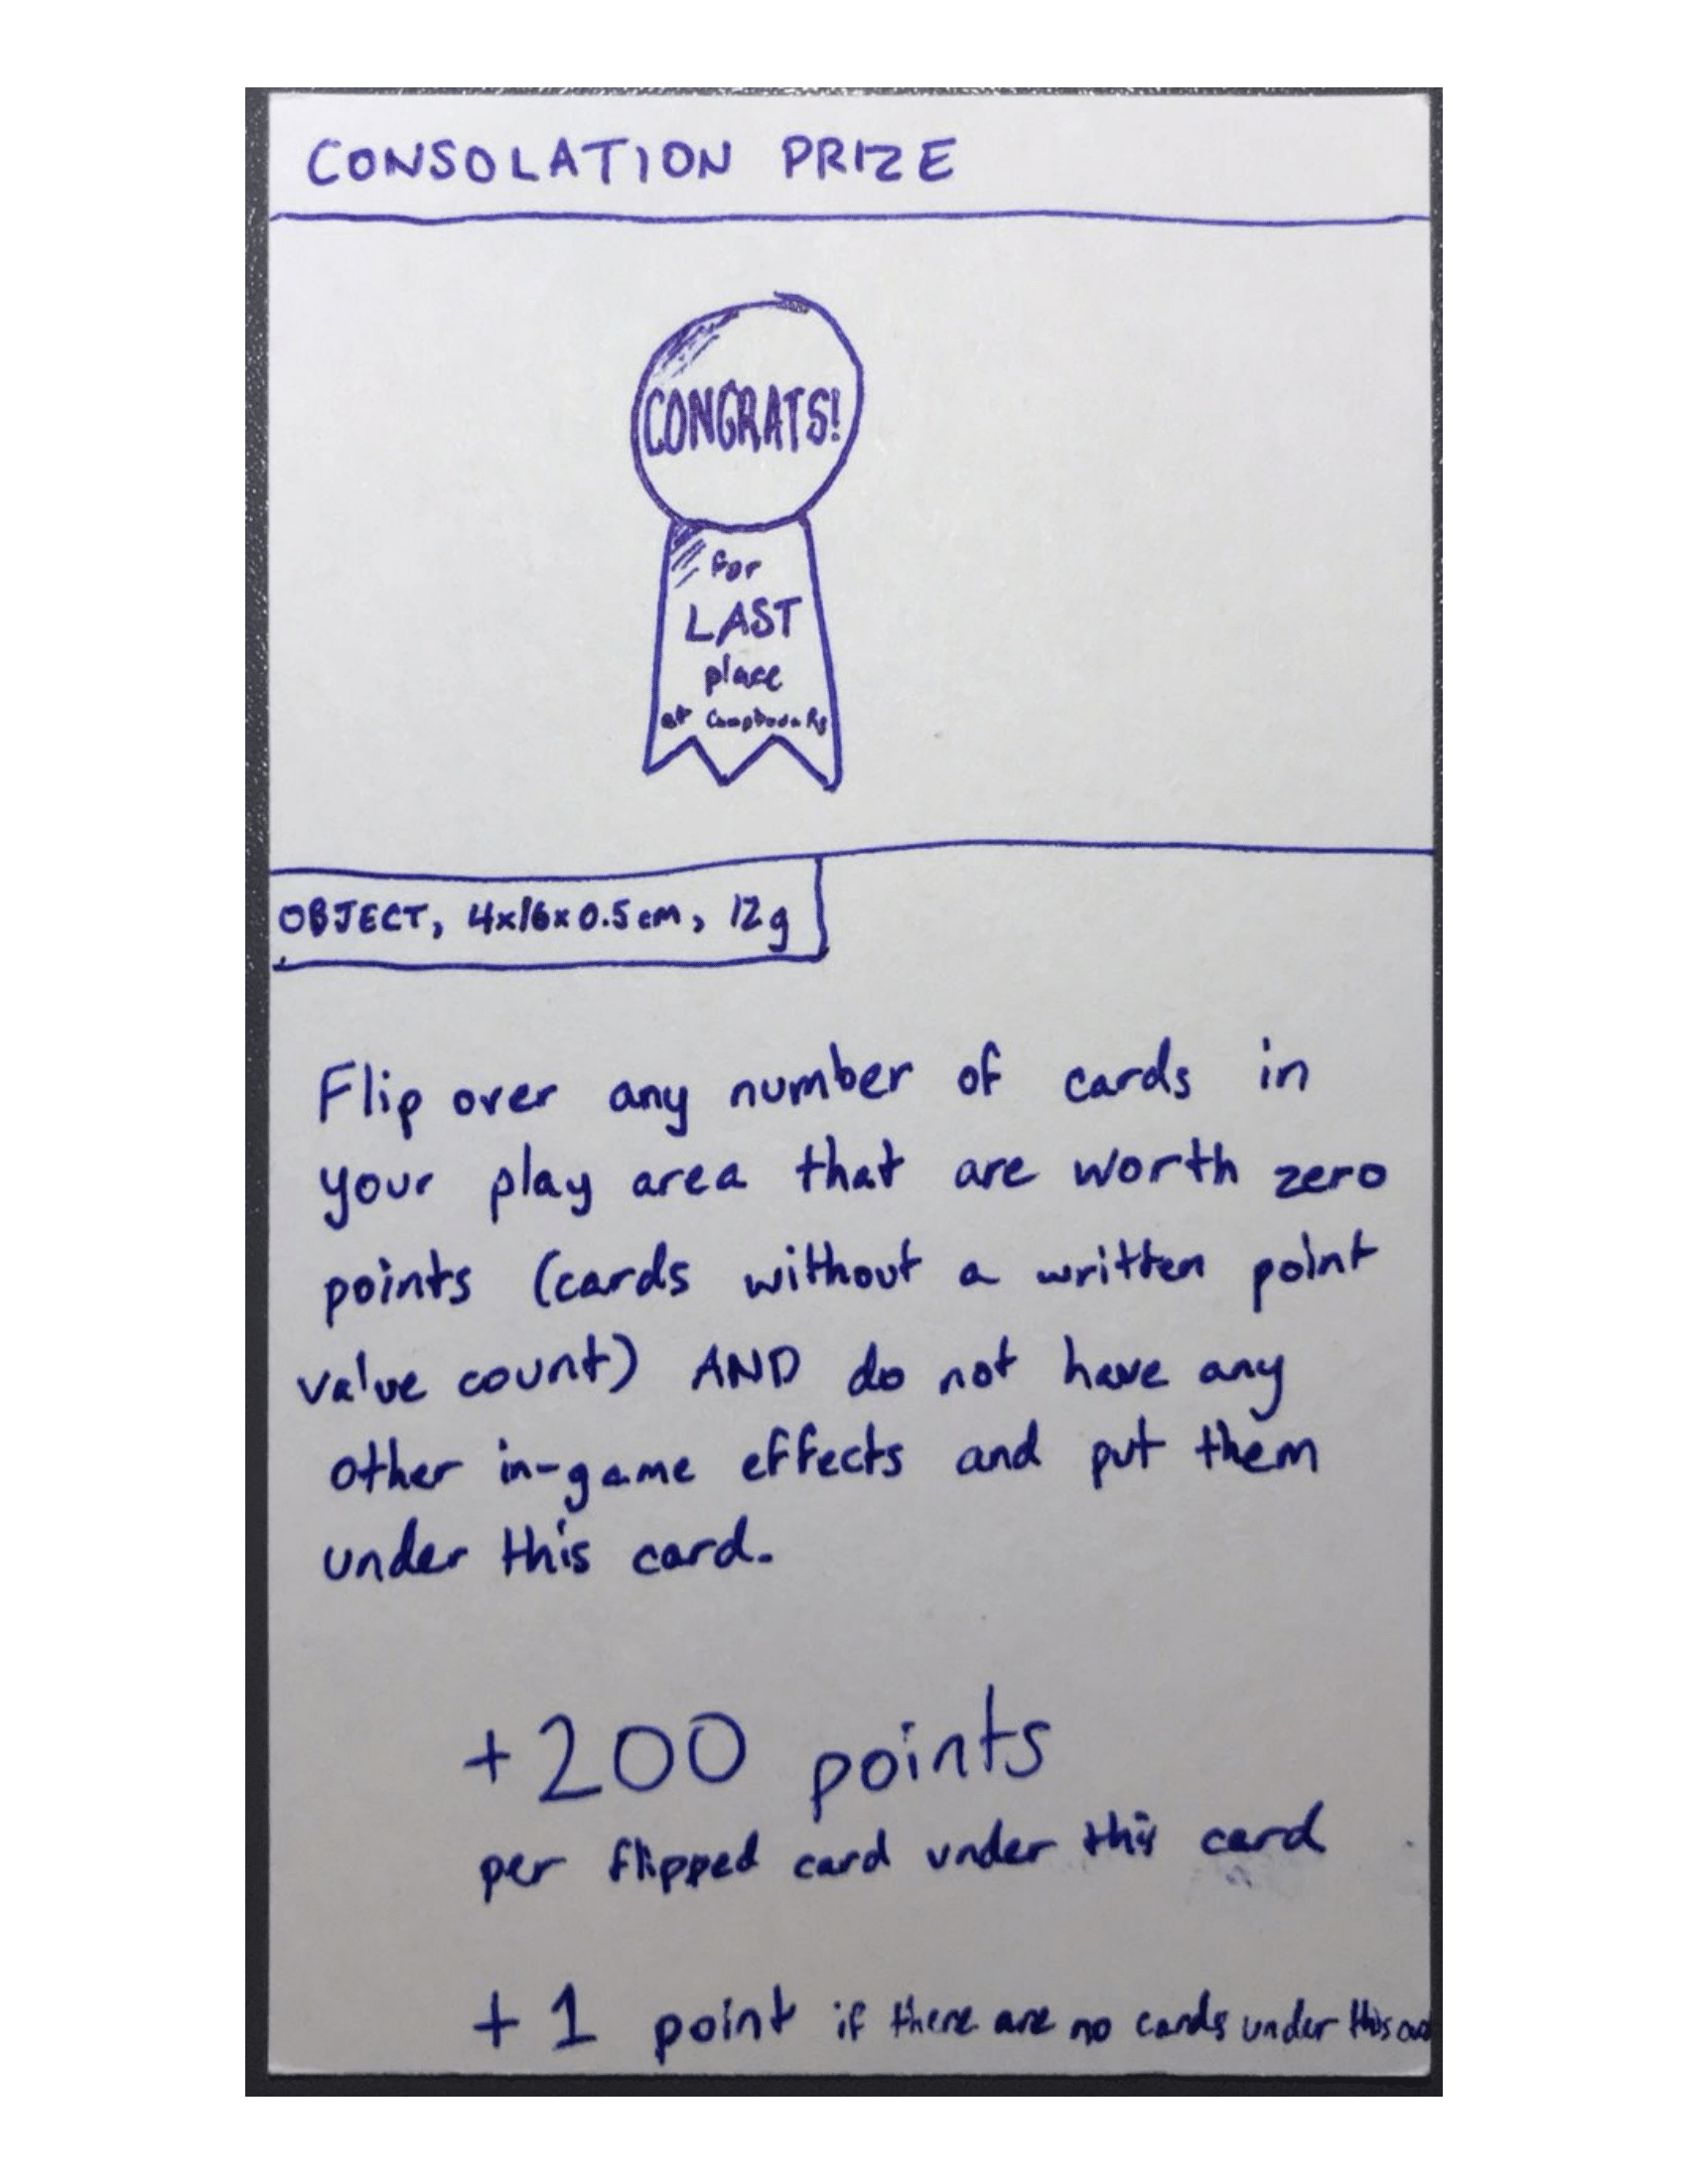 CONSOLATION PRIZE
CONGRATS!
for
LAST
place
at
OBJECT, 4x16x0.5cm, 12g
Flip over any number of cards in
your play area that are worth zero
points (cards without a written point
value count) AND do not have any
other in-game effects and put them
under this card.
+200 points
per flipped card under this card
+1 point if there are no cards under this